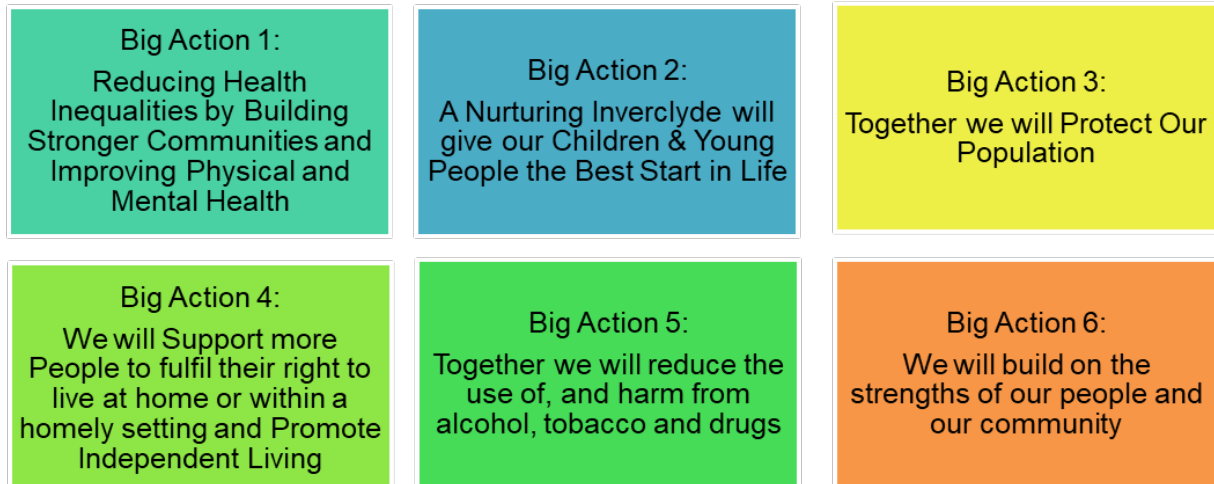 Big Action 1:
Reducing Health
Inequalities by Building
Stronger Communities and
Improving Physical and
Mental Health
Big Action 2:
A Nurturing Inverclyde will
give our Children & Young
People the Best Start in Life
Big Action 3:
Together we will Protect Our
Population
Big Action 4:
We will Support more
People to fulfil their right to
live at home or within a
homely setting and Promote
Independent Living
Big Action 5:
Together we will reduce the
use of, and harm from
alcohol, tobacco and drugs
Big Action 6:
We will build on the
strengths of our people and
our community